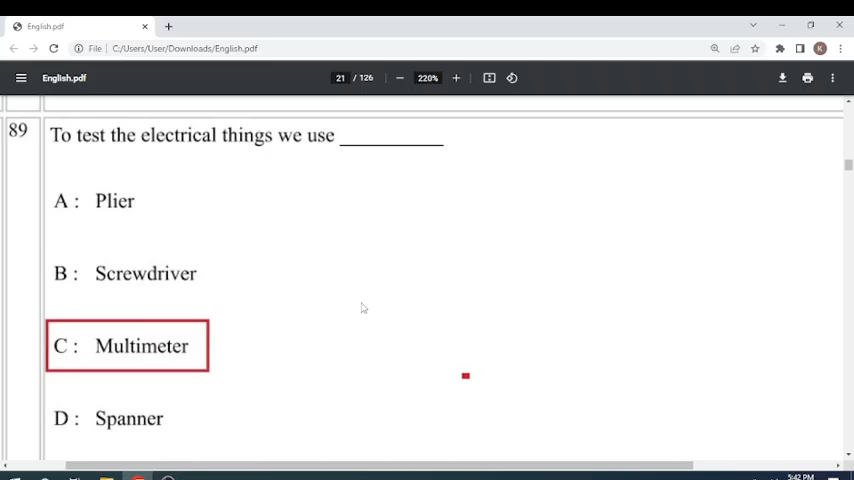 English.pdf
File | C:/Users/User/Downloads/English.pdf
K
English.pdf
21 / 126
220%
89 To test the electrical things we use __________
A : Plier
B : Screwdriver
C : Multimeter
D : Spanner
5:42 PM